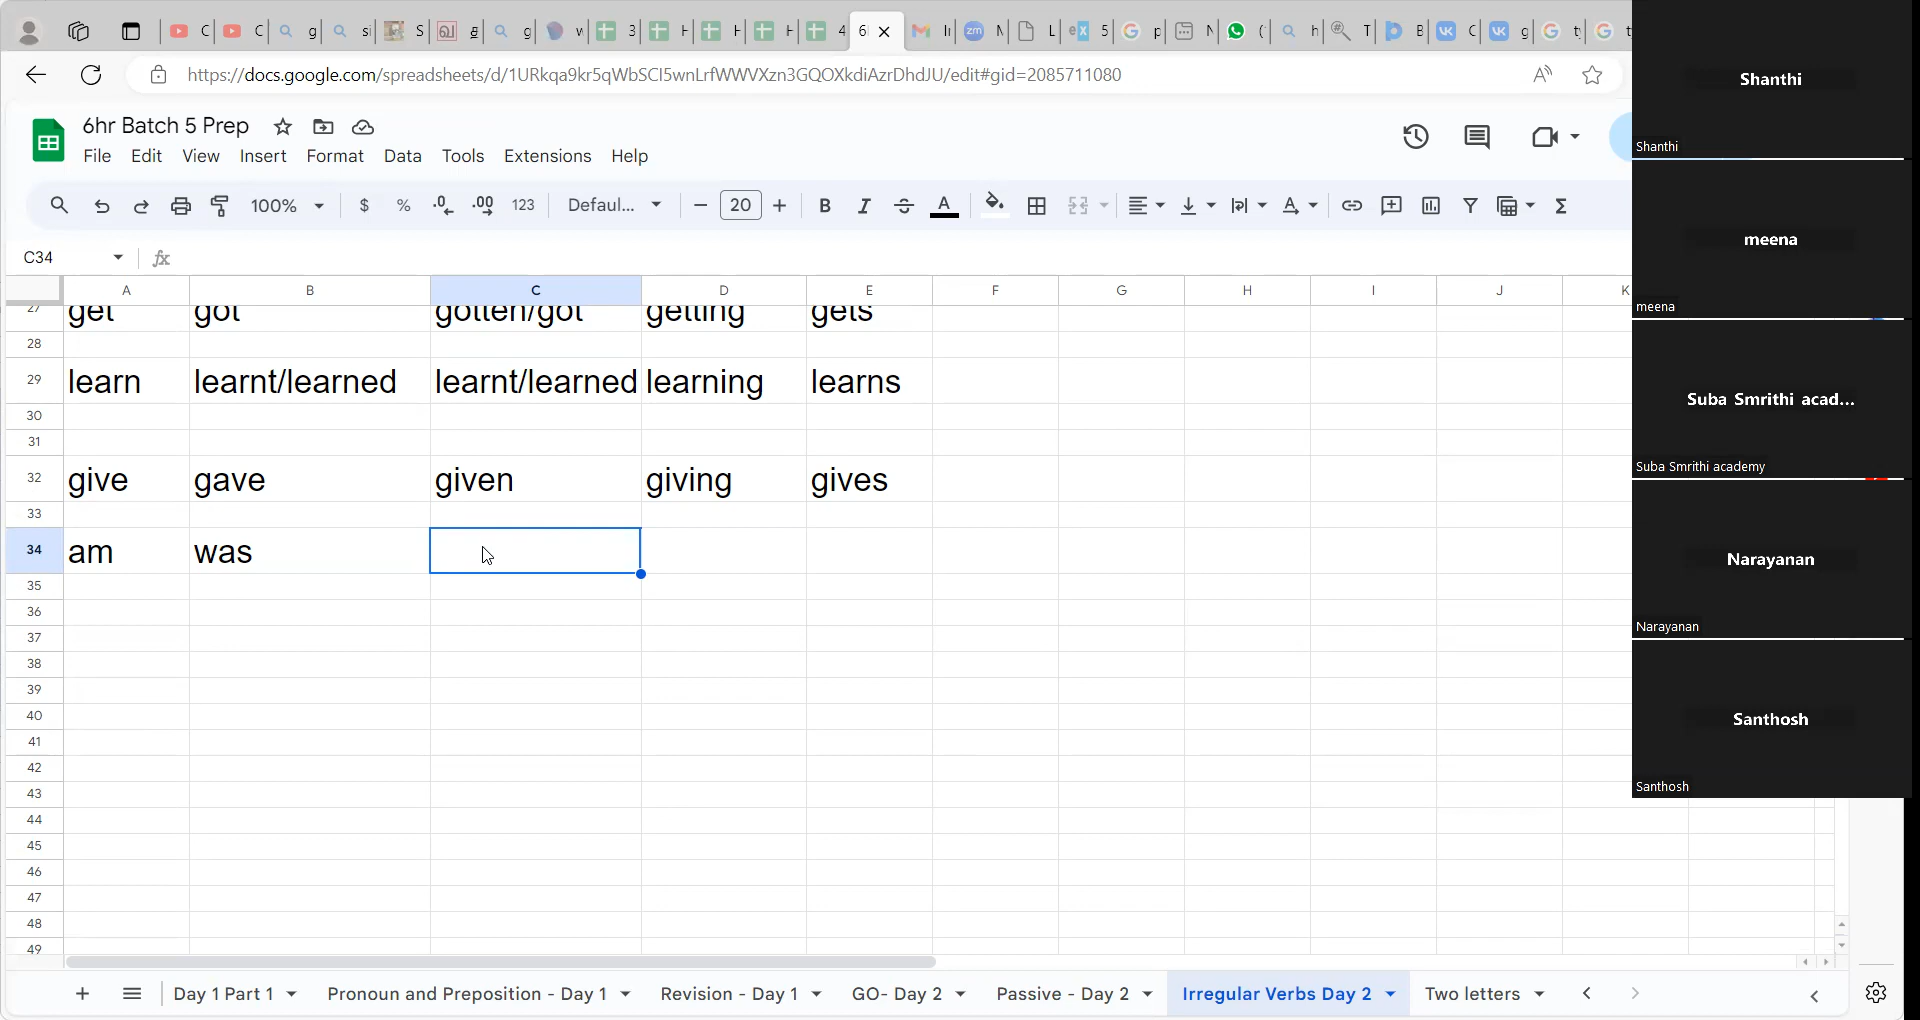 https://docs.google.com/spreadsheets/d/1URkqa9kr5qWbSCI5wnLrfWWVXzn3GQOXkdiAzrDhdJU/edit#gid=2085711080
6hr Batch 5 Prep
File Edit View Insert Format Data Tools Extensions Help
100% $ % .0 .00 123 Defaul... 20 B I A
C34 fx
A B C D E F G H I J K
27 get got gotten/got getting gets
28
29 learn learnt/learned learnt/learned learning learns
30
31
32 give gave given giving gives
33
34 am was
35
36
37
38
39
40
41
42
43
44
45
46
47
48
49
Day 1 Part 1 Pronoun and Preposition - Day 1 Revision - Day 1 GO- Day 2 Passive - Day 2 Irregular Verbs Day 2 Two letters
Shanthi
Shanthi
meena
meena
Suba Smrithi acad...
Suba Smrithi academy
Narayanan
Narayanan
Santhosh
Santhosh